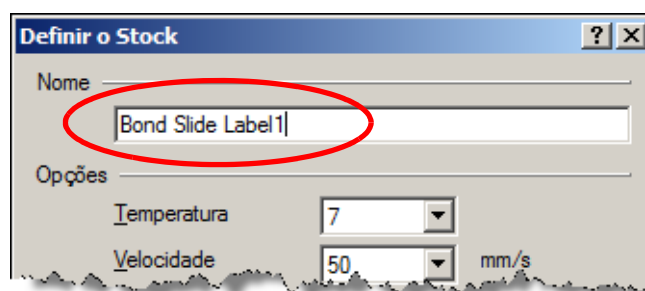 Definir o Stock
Nome
Bond Slide Label1
Opções
Temperatura 7
Velocidade 50 mm/s